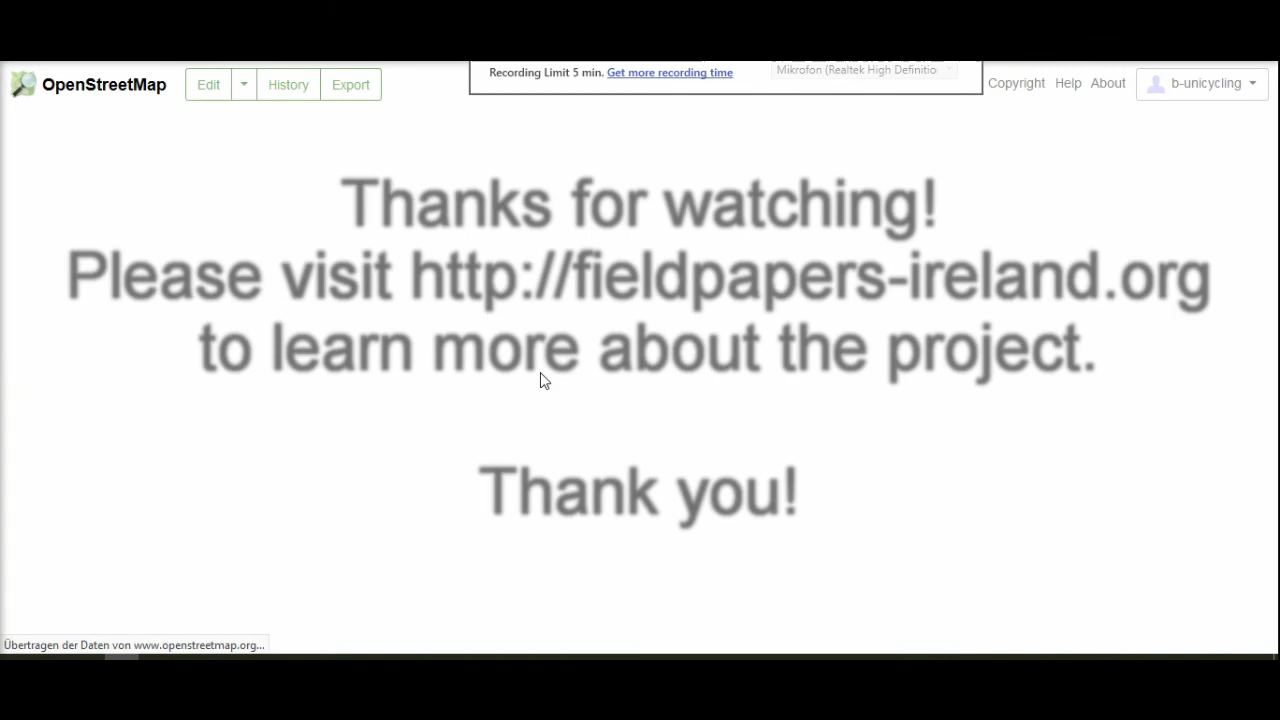 Recording Limit 5 min. Get more recording time
Mikrofon (Realtek High Definitio
OpenStreetMap Edit History Export Copyright Help About b-unicycling
Thanks for watching!
Please visit http://fieldpapers-ireland.org
to learn more about the project.
Thank you!
Übertragen der Daten von www.openstreetmap.org...